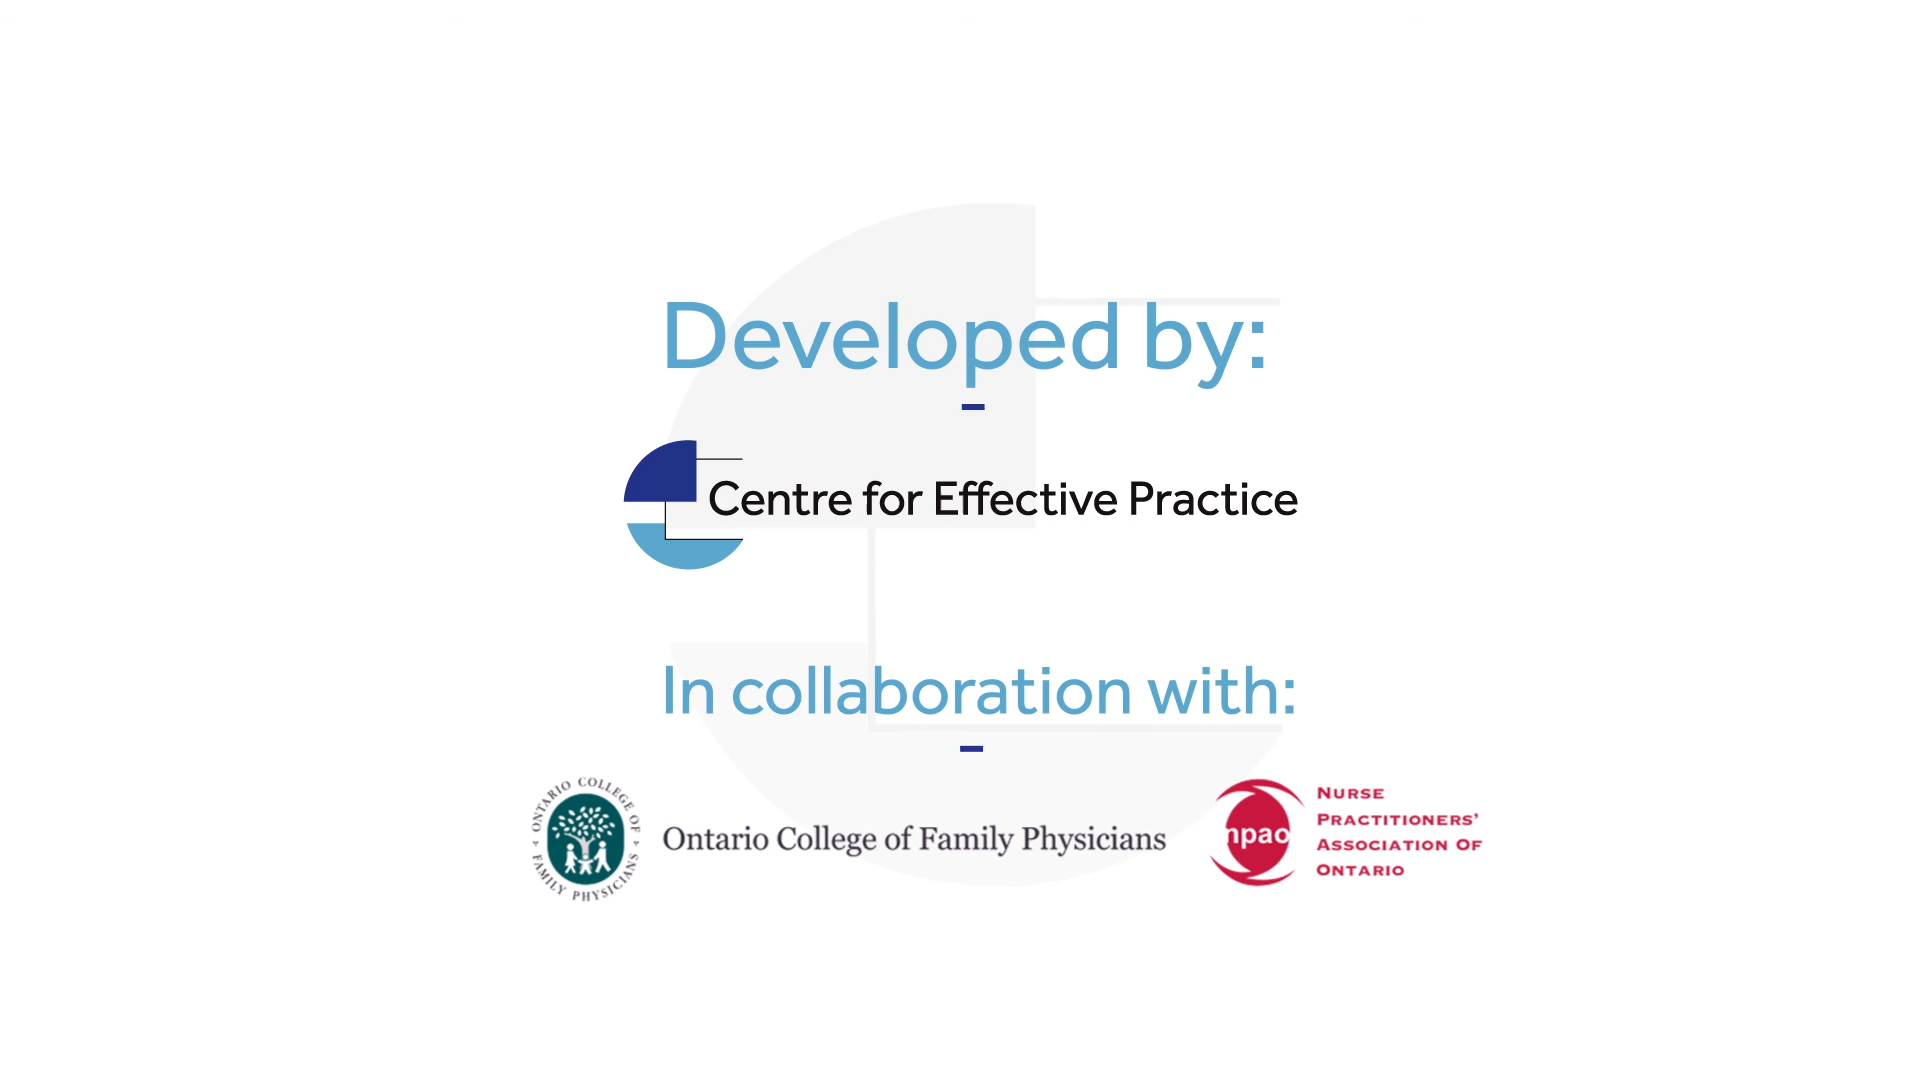 Developed by:
Centre for Effective Practice
In collaboration with:
ONTARIO COLLEGE OF
FAMILY PHYSICIANS
Ontario College of Family Physicians
npao
NURSE
PRACTITIONERS'
ASSOCIATION OF
ONTARIO